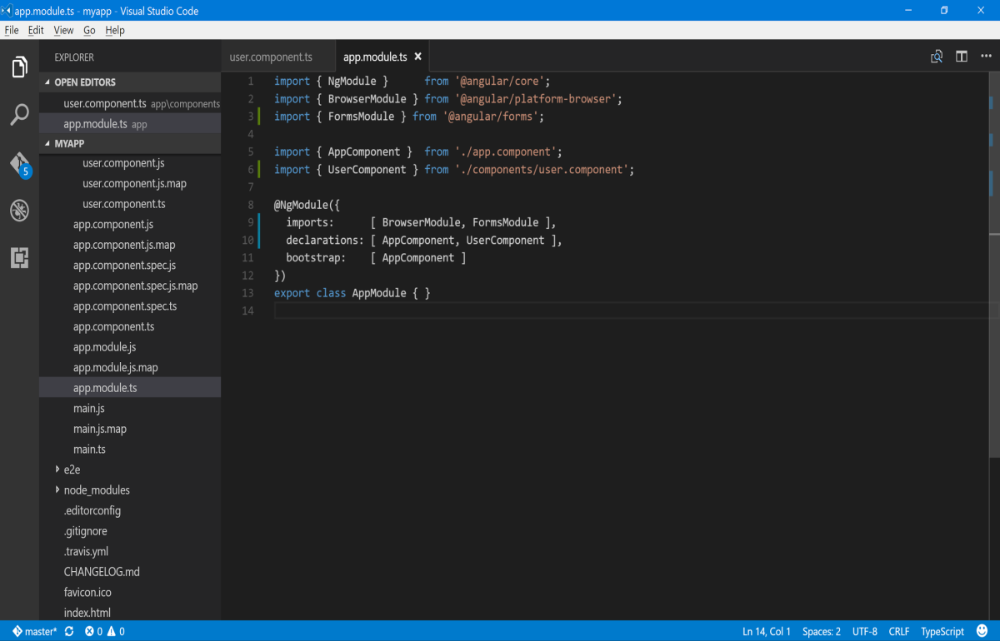 app.module.ts - myapp - Visual Studio Code
File Edit View Go Help
EXPLORER
OPEN EDITORS
user.component.ts app\components
app.module.ts app
MYAPP
user.component.js
user.component.js.map
user.component.ts
app.component.js
app.component.js.map
app.component.spec.js
app.component.spec.js.map
app.component.spec.ts
app.component.ts
app.module.js
app.module.js.map
app.module.ts
main.js
main.js.map
main.ts
e2e
node_modules
.editorconfig
.gitignore
.travis.yml
CHANGELOG.md
favicon.ico
index.html
5
user.component.ts app.module.ts
1 import { NgModule }      from '@angular/core';
2 import { BrowserModule } from '@angular/platform-browser';
3 import { FormsModule } from '@angular/forms';
4
5 import { AppComponent }  from './app.component';
6 import { UserComponent } from './components/user.component';
7
8 @NgModule({
9   imports:      [ BrowserModule, FormsModule ],
10   declarations: [ AppComponent, UserComponent ],
11   bootstrap:    [ AppComponent ]
12 })
13 export class AppModule { }
14
master* 0 0 Ln 14, Col 1 Spaces: 2 UTF-8 CRLF TypeScript